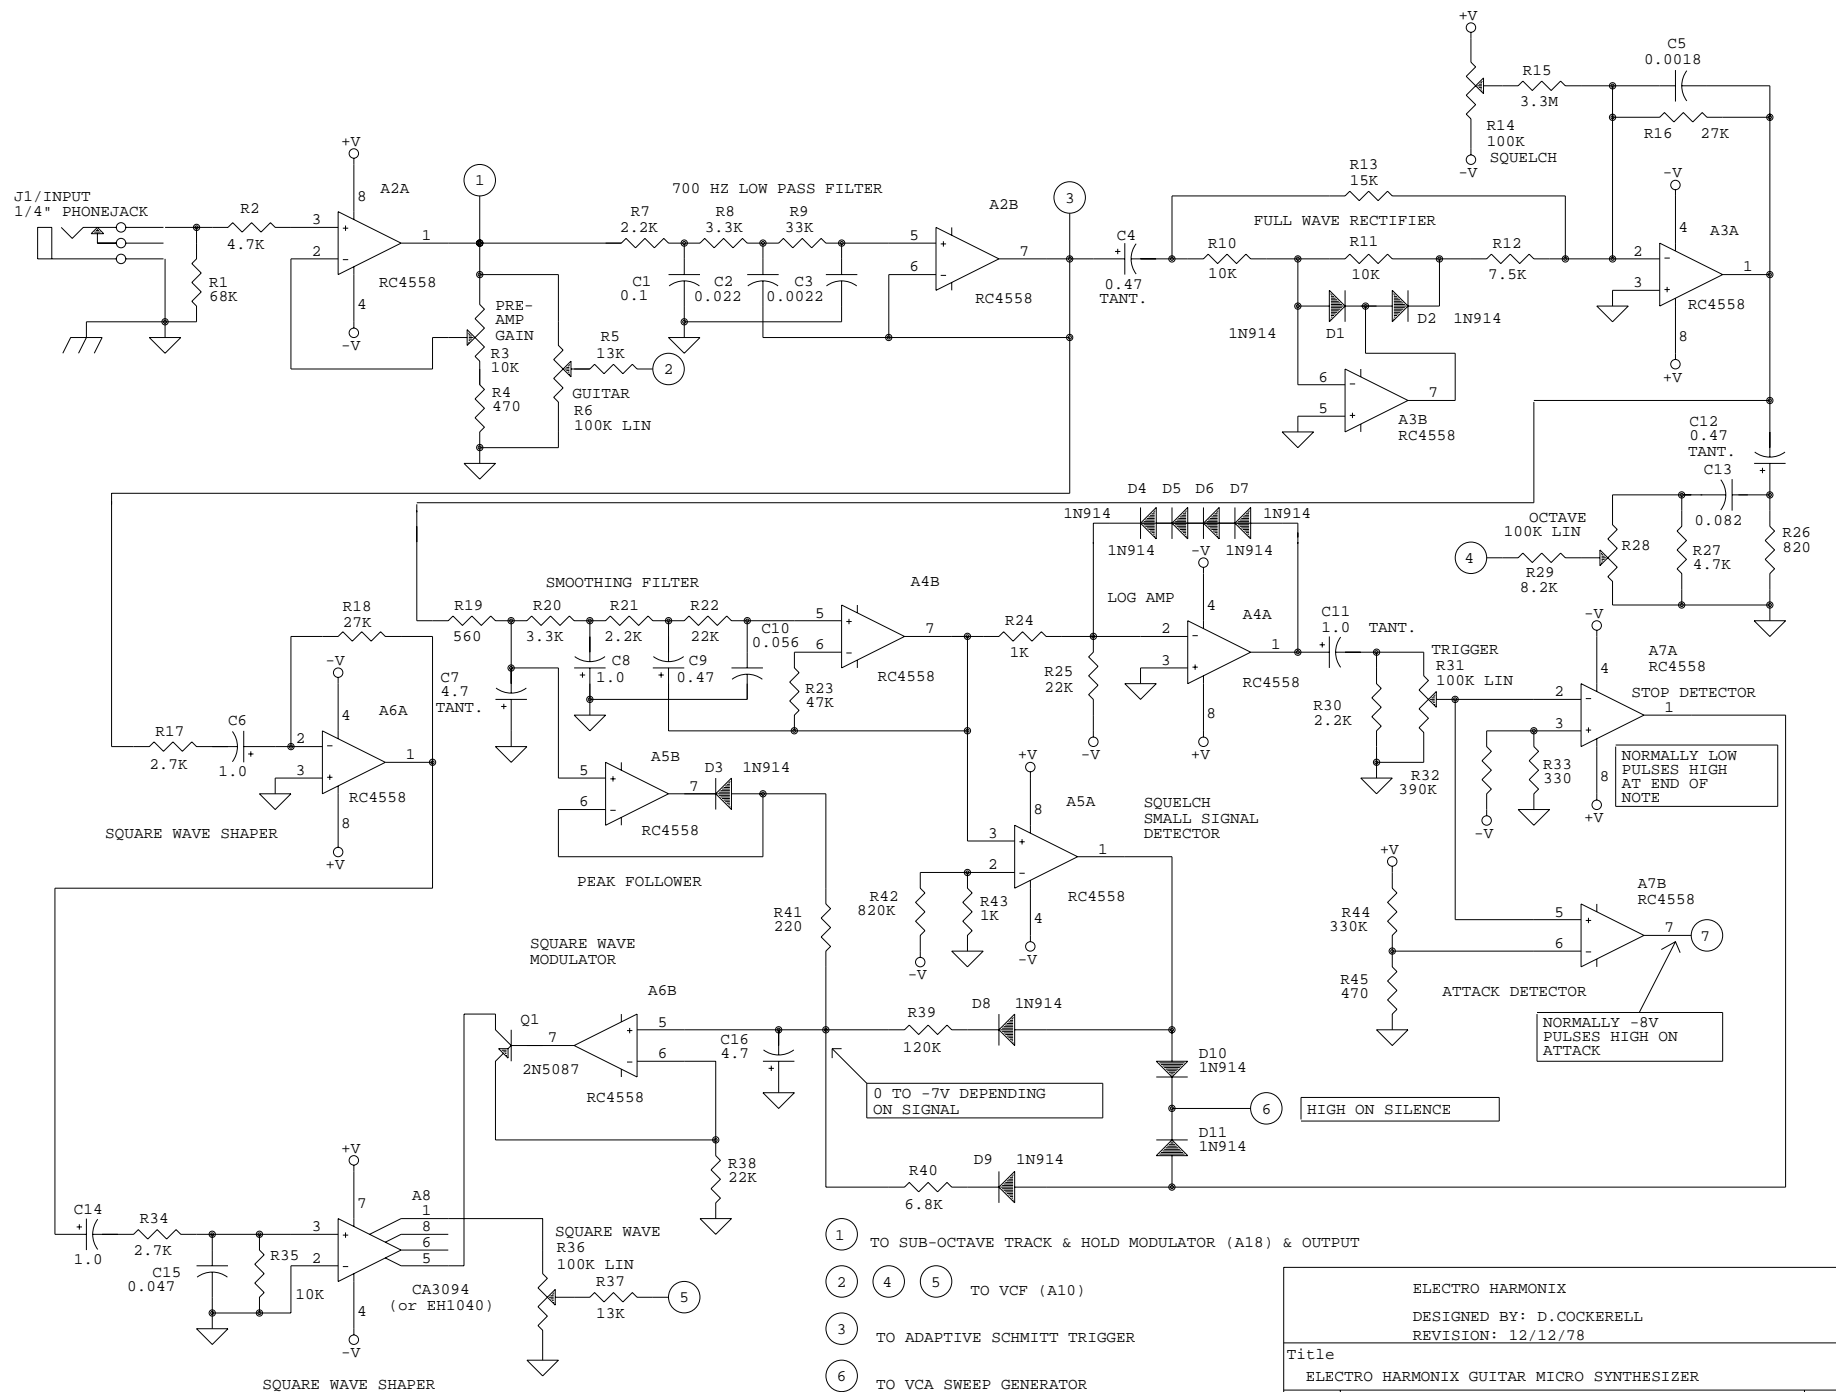 +V
C5
0.0018
R15
3.3M
R16 27K
R14
100K
SQUELCH
-V
+V
A2A
8
J1/INPUT
1/4" PHONEJACK
R2
4.7K
3
+
2
-
1
4
-V
RC4558
R1
68K
1
700 HZ LOW PASS FILTER
R7
2.2K
R8
3.3K
R9
33K
C1
0.1
C2
0.022
C3
0.0022
A2B
5
+
6
-
7
RC4558
3
PRE-
AMP
GAIN
R3
10K
R4
470
R5
13K
2
GUITAR
R6
100K LIN
C4
+
0.47
TANT.
R13
15K
FULL WAVE RECTIFIER
R10
10K
R11
10K
R12
7.5K
1N914
D1
D2
1N914
6
-
5
+
7
A3B
RC4558
-V
4
A3A
2
-
3
+
1
RC4558
8
+V
C12
0.47
TANT.
+
C13
0.082
OCTAVE
100K LIN
R28
R27
4.7K
R26
820
4
R29
8.2K
D4 D5 D6 D7
1N914
1N914
1N914
1N914
-V
4
LOG AMP
A4A
2
-
3
+
1
RC4558
8
+V
SMOOTHING FILTER
R19
560
R20
3.3K
R21
2.2K
R22
22K
C10
0.056
C7
4.7
TANT.
+
C8
+
1.0
C9
+
0.47
R23
47K
A4B
5
+
6
-
7
RC4558
R24
1K
R25
22K
-V
C11
1.0
+
TANT.
R30
2.2K
TRIGGER
R31
100K LIN
R32
390K
-V
R33
330
-V
4
A7A
RC4558
STOP DETECTOR
2
-
3
+
1
8
+V
NORMALLY LOW
PULSES HIGH
AT END OF
NOTE
R18
27K
-V
4
A6A
R17
2.7K
C6
+
1.0
2
-
3
+
1
RC4558
8
+V
SQUARE WAVE SHAPER
A5B
5
+
6
-
7
D3
1N914
RC4558
PEAK FOLLOWER
+V
8
A5A
3
+
2
-
1
RC4558
4
-V
SQUELCH
SMALL SIGNAL
DETECTOR
R42
820K
R43
1K
-V
R41
220
+V
R44
330K
R45
470
A7B
RC4558
5
+
6
-
7
7
ATTACK DETECTOR
NORMALLY -8V
PULSES HIGH ON
ATTACK
SQUARE WAVE
MODULATOR
A6B
Q1
2N5087
7
5
+
6
-
RC4558
C16
4.7
+
R39
120K
D8
1N914
0 TO -7V DEPENDING
ON SIGNAL
D10
1N914
6
HIGH ON SILENCE
D11
1N914
R38
22K
R40
6.8K
D9
1N914
+V
7
A8
1
8
6
5
C14
+
1.0
R34
2.7K
C15
0.047
R35
10K
3
+
2
-
4
-V
CA3094
(or EH1040)
SQUARE WAVE
R36
100K LIN
R37
13K
5
SQUARE WAVE SHAPER
1 TO SUB-OCTAVE TRACK & HOLD MODULATOR (A18) & OUTPUT
2 4 5 TO VCF (A10)
3 TO ADAPTIVE SCHMITT TRIGGER
6 TO VCA SWEEP GENERATOR
ELECTRO HARMONIX
DESIGNED BY: D.COCKERELL
REVISION: 12/12/78
Title
ELECTRO HARMONIX GUITAR MICRO SYNTHESIZER